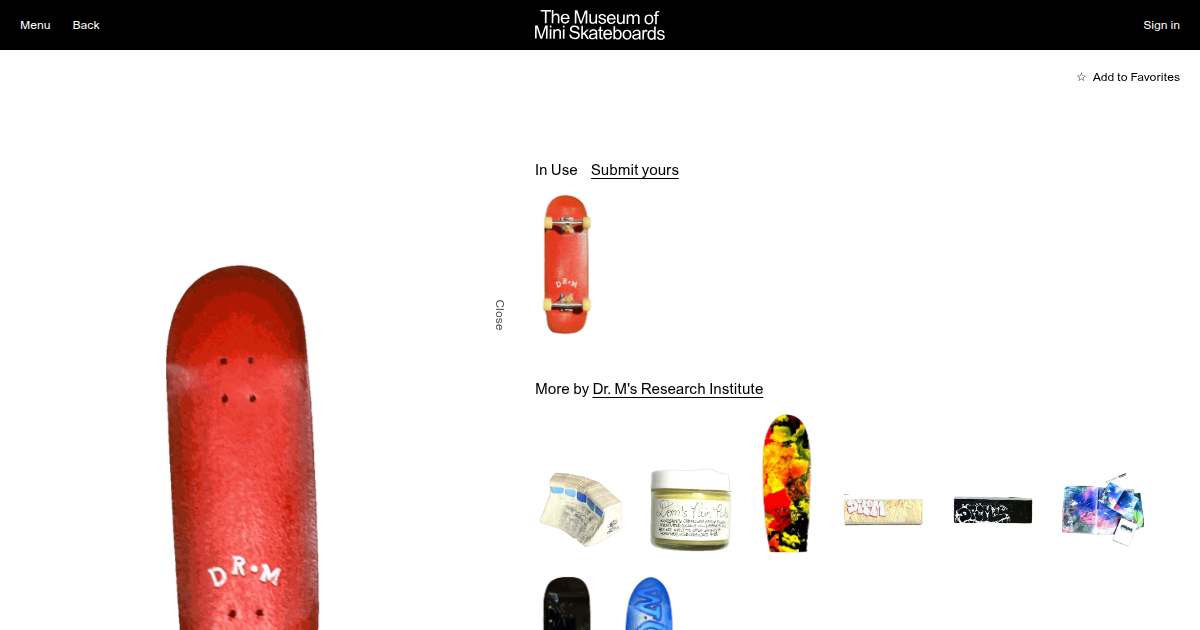 Menu
Back
The Museum of
Mini Skateboards
Sign in
☆ Add to Favorites
In Use
Submit yours
DR•M
Close
More by Dr. M's Research Institute
DR•M